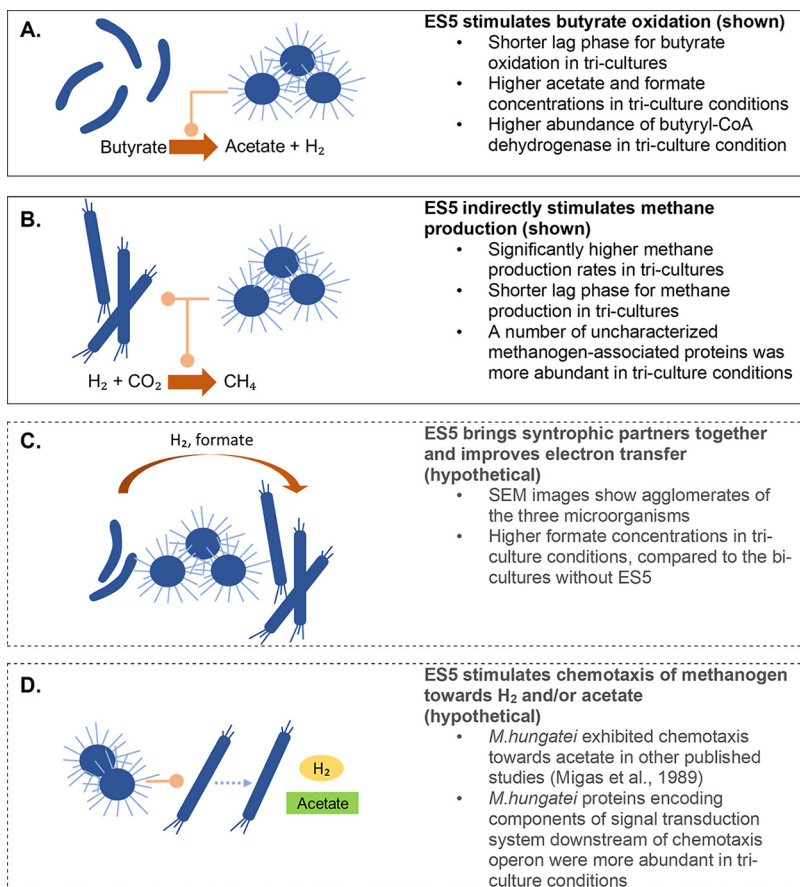 A.
Butyrate
Acetate + H₂
ES5 stimulates butyrate oxidation (shown)
• Shorter lag phase for butyrate
oxidation in tri-cultures
• Higher acetate and formate
concentrations in tri-culture conditions
• Higher abundance of butyryl-CoA
dehydrogenase in tri-culture condition
B.
H₂ + CO₂
CH₄
ES5 indirectly stimulates methane
production (shown)
• Significantly higher methane
production rates in tri-cultures
• Shorter lag phase for methane
production in tri-cultures
• A number of uncharacterized
methanogen-associated proteins was
more abundant in tri-culture conditions
C.
H₂, formate
ES5 brings syntrophic partners together
and improves electron transfer
(hypothetical)
• SEM images show agglomerates of
the three microorganisms
• Higher formate concentrations in tri-
culture conditions, compared to the bi-
cultures without ES5
D.
H₂
Acetate
ES5 stimulates chemotaxis of methanogen
towards H₂ and/or acetate
(hypothetical)
• M.hungatei exhibited chemotaxis
towards acetate in other published
studies (Migas et al., 1989)
• M.hungatei proteins encoding
components of signal transduction
system downstream of chemotaxis
operon were more abundant in tri-
culture conditions